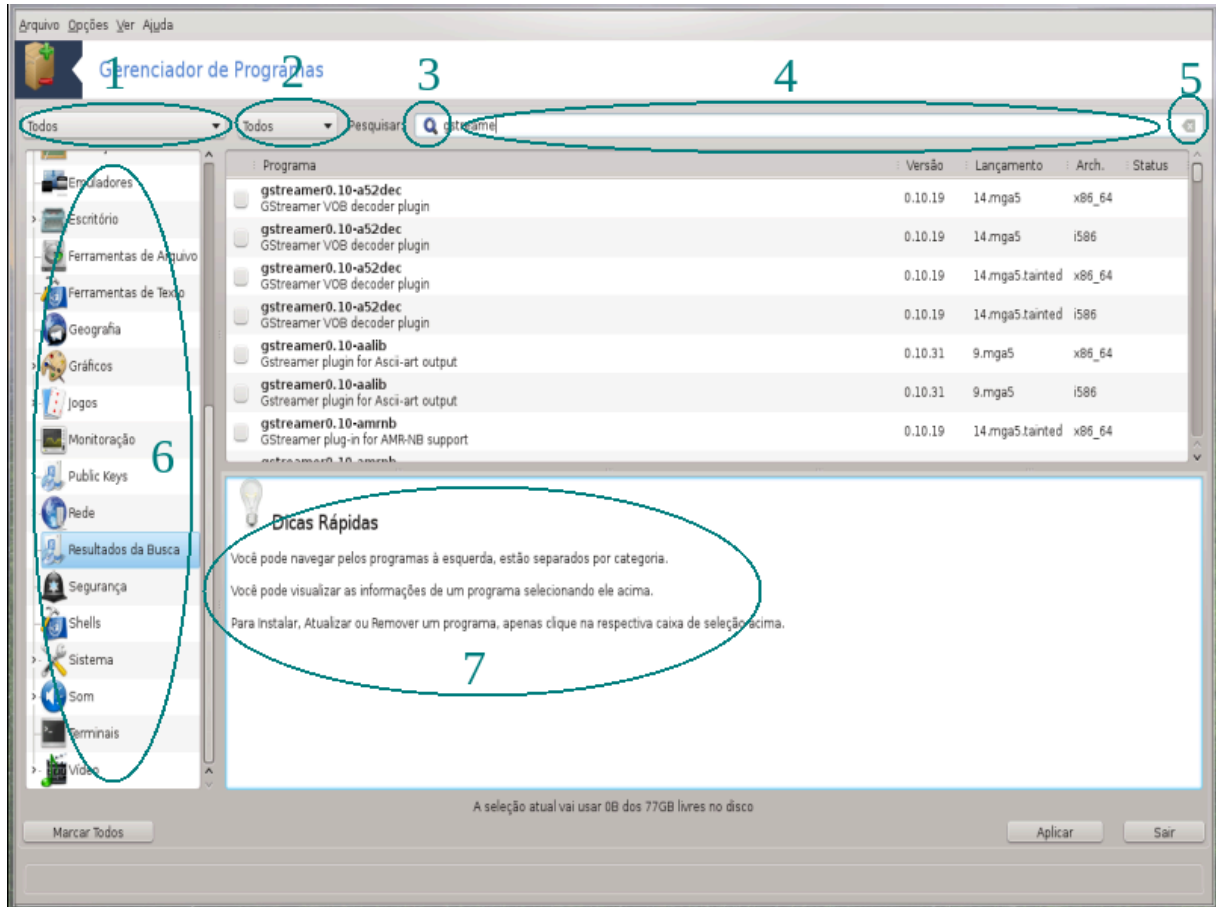 Arquivo Opções Ver Ajuda
Gerenciador de Programas
1 2 3 4 5
Todos Todos Pesquisar: gstreame
Programa Versão Lançamento Arch. Status
Emuladores
Escritório
Ferramentas de Arquivo
Ferramentas de Texto
Geografia
Gráficos
Jogos
Monitoração
Public Keys
Rede
Resultados da Busca
Segurança
Shells
Sistema
Som
Terminais
Vídeo
6
gstreamer0.10-a52dec 0.10.19 14.mga5 x86_64
GStreamer VOB decoder plugin
gstreamer0.10-a52dec 0.10.19 14.mga5 i586
GStreamer VOB decoder plugin
gstreamer0.10-a52dec 0.10.19 14.mga5.tainted x86_64
GStreamer VOB decoder plugin
gstreamer0.10-a52dec 0.10.19 14.mga5.tainted i586
GStreamer VOB decoder plugin
gstreamer0.10-aalib 0.10.31 9.mga5 x86_64
Gstreamer plugin for Ascii-art output
gstreamer0.10-aalib 0.10.31 9.mga5 i586
Gstreamer plugin for Ascii-art output
gstreamer0.10-amrnb 0.10.19 14.mga5.tainted x86_64
GStreamer plug-in for AMR-NB support
gstreamer0.10-amrnb
Dicas Rápidas
Você pode navegar pelos programas à esquerda, estão separados por categoria.
Você pode visualizar as informações de um programa selecionando ele acima.
Para Instalar, Atualizar ou Remover um programa, apenas clique na respectiva caixa de seleção acima.
7
A seleção atual vai usar 0B dos 77GB livres no disco
Marcar Todos Aplicar Sair